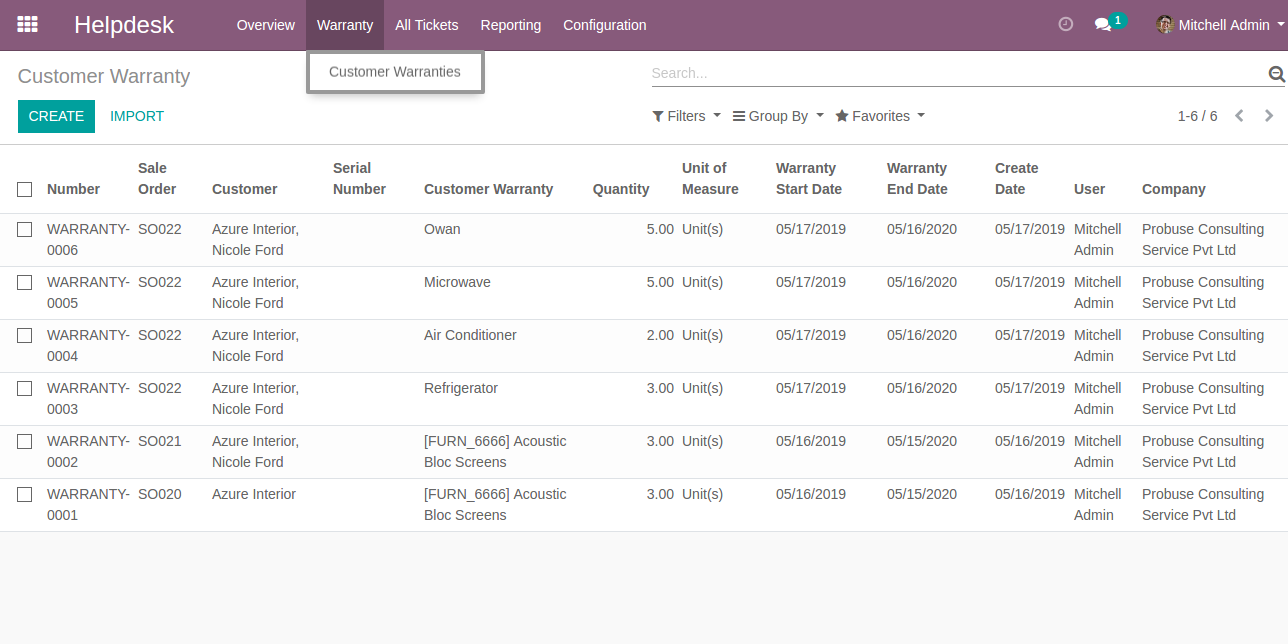 Helpdesk Overview Warranty All Tickets Reporting Configuration 1 Mitchell Admin
Customer Warranties
Customer Warranty
Search...
CREATE IMPORT
Filters Group By Favorites 1-6 / 6
Number Sale Order Customer Serial Number Customer Warranty Quantity Unit of Measure Warranty Start Date Warranty End Date Create Date User Company
WARRANTY- SO022 Azure Interior, Owan 5.00 Unit(s) 05/17/2019 05/16/2020 05/17/2019 Mitchell Probuse Consulting
0006 Nicole Ford Admin Service Pvt Ltd
WARRANTY- SO022 Azure Interior, Microwave 5.00 Unit(s) 05/17/2019 05/16/2020 05/17/2019 Mitchell Probuse Consulting
0005 Nicole Ford Admin Service Pvt Ltd
WARRANTY- SO022 Azure Interior, Air Conditioner 2.00 Unit(s) 05/17/2019 05/16/2020 05/17/2019 Mitchell Probuse Consulting
0004 Nicole Ford Admin Service Pvt Ltd
WARRANTY- SO022 Azure Interior, Refrigerator 3.00 Unit(s) 05/17/2019 05/16/2020 05/17/2019 Mitchell Probuse Consulting
0003 Nicole Ford Admin Service Pvt Ltd
WARRANTY- SO021 Azure Interior, [FURN_6666] Acoustic 3.00 Unit(s) 05/16/2019 05/15/2020 05/16/2019 Mitchell Probuse Consulting
0002 Nicole Ford Bloc Screens Admin Service Pvt Ltd
WARRANTY- SO020 Azure Interior [FURN_6666] Acoustic 3.00 Unit(s) 05/16/2019 05/15/2020 05/16/2019 Mitchell Probuse Consulting
0001 Bloc Screens Admin Service Pvt Ltd